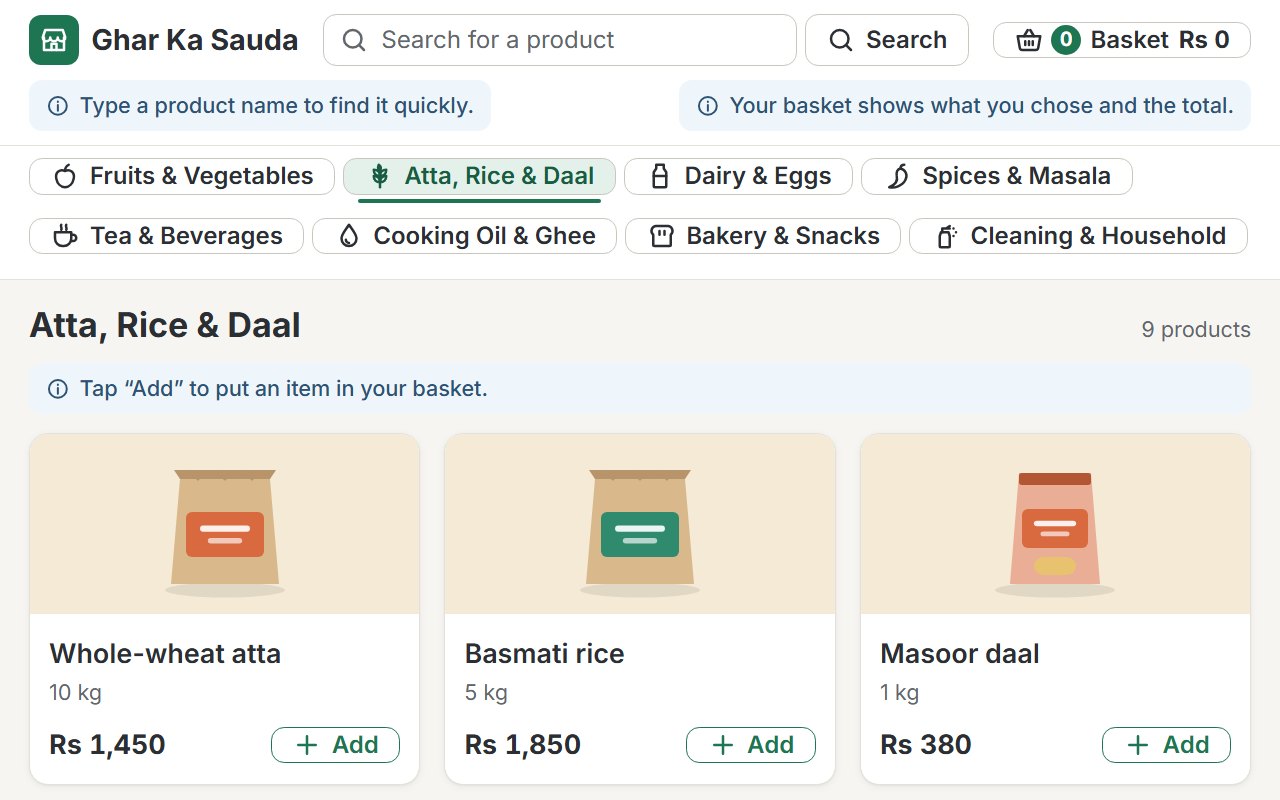 Ghar Ka Sauda
Search for a product
Search
0 Basket Rs 0
Type a product name to find it quickly.
Your basket shows what you chose and the total.
Fruits & Vegetables
Atta, Rice & Daal
Dairy & Eggs
Spices & Masala
Tea & Beverages
Cooking Oil & Ghee
Bakery & Snacks
Cleaning & Household
Atta, Rice & Daal
9 products
Tap “Add” to put an item in your basket.
Whole-wheat atta
10 kg
Rs 1,450
Add
Basmati rice
5 kg
Rs 1,850
Add
Masoor daal
1 kg
Rs 380
Add